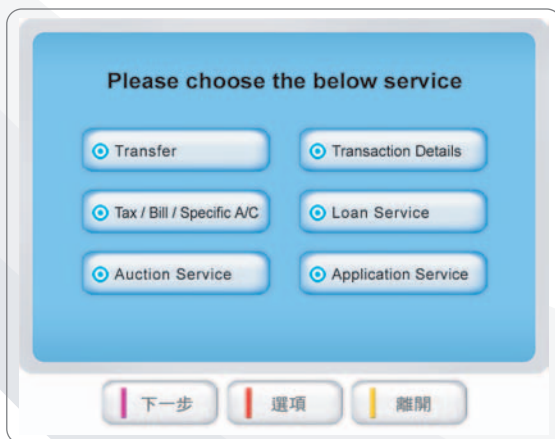 Please choose the below service
Transfer
Transaction Details
Tax / Bill / Specific A/C
Loan Service
Auction Service
Application Service
下一步
選項
離開